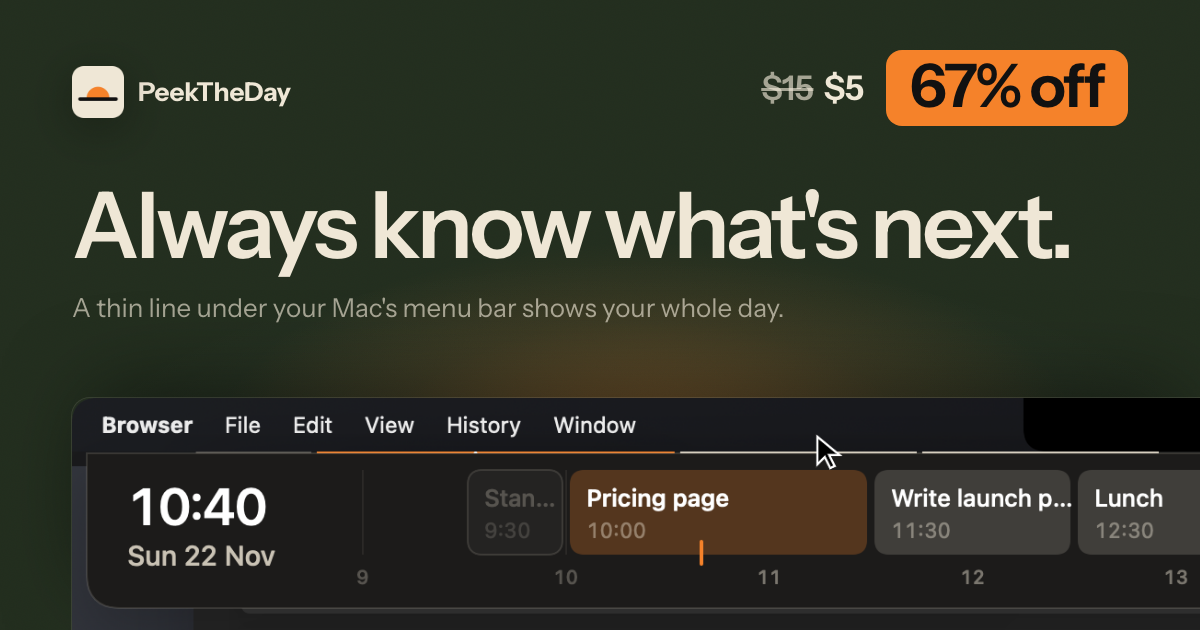 PeekTheDay
$15 $5
67% off
Always know what's next.
A thin line under your Mac's menu bar shows your whole day.
Browser File Edit View History Window
10:40
Sun 22 Nov
Stan...
9:30
Pricing page
10:00
Write launch p...
11:30
Lunch
12:30
9 10 11 12 13